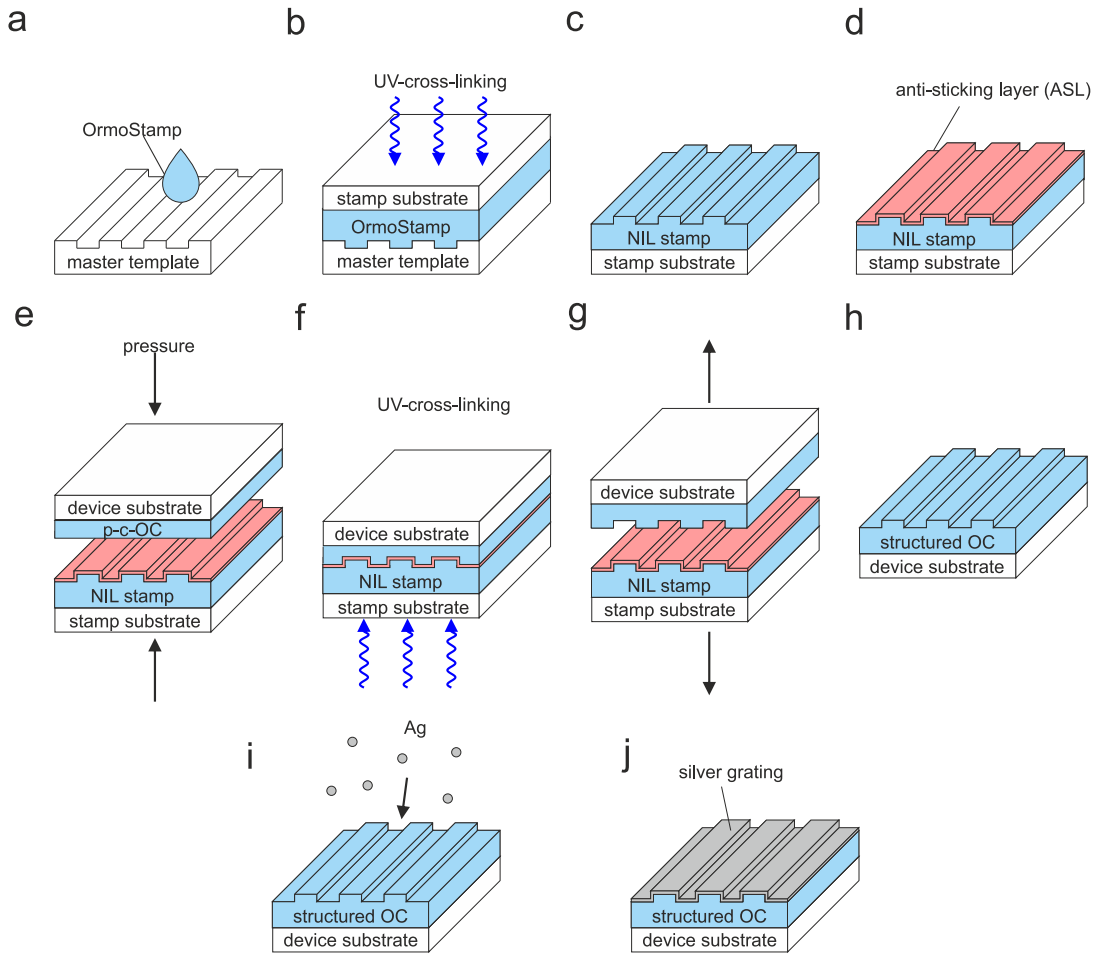 a
b
c
d
UV-cross-linking
anti-sticking layer (ASL)
OrmoStamp
stamp substrate
OrmoStamp
master template
master template
NIL stamp
stamp substrate
NIL stamp
stamp substrate
e
f
g
h
pressure
UV-cross-linking
device substrate
p-c-OC
NIL stamp
stamp substrate
device substrate
NIL stamp
stamp substrate
device substrate
NIL stamp
stamp substrate
structured OC
device substrate
i
j
Ag
silver grating
structured OC
device substrate
structured OC
device substrate